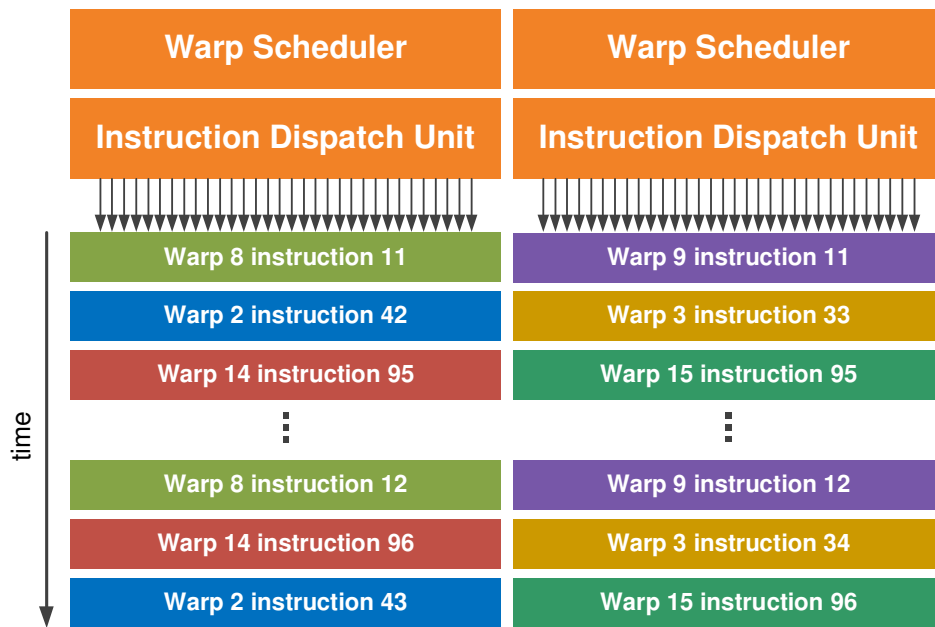 Warp Scheduler
Instruction Dispatch Unit
Warp 8 instruction 11
Warp 2 instruction 42
Warp 14 instruction 95
Warp 8 instruction 12
Warp 14 instruction 96
Warp 2 instruction 43
Warp Scheduler
Instruction Dispatch Unit
Warp 9 instruction 11
Warp 3 instruction 33
Warp 15 instruction 95
Warp 9 instruction 12
Warp 3 instruction 34
Warp 15 instruction 96
time